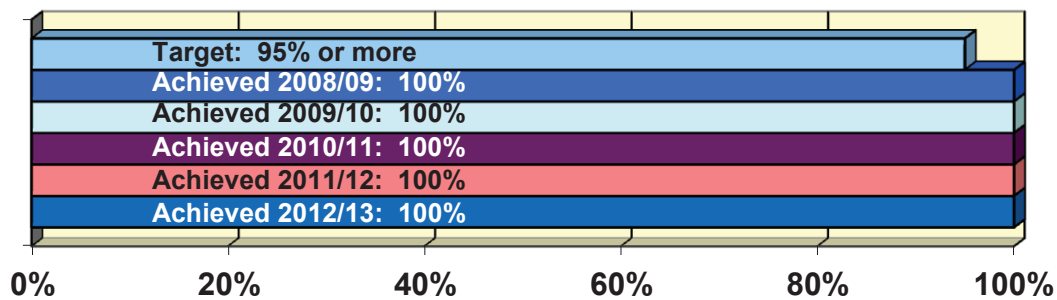 Target: 95% or more
Achieved 2008/09: 100%
Achieved 2009/10: 100%
Achieved 2010/11: 100%
Achieved 2011/12: 100%
Achieved 2012/13: 100%
0% 20% 40% 60% 80% 100%